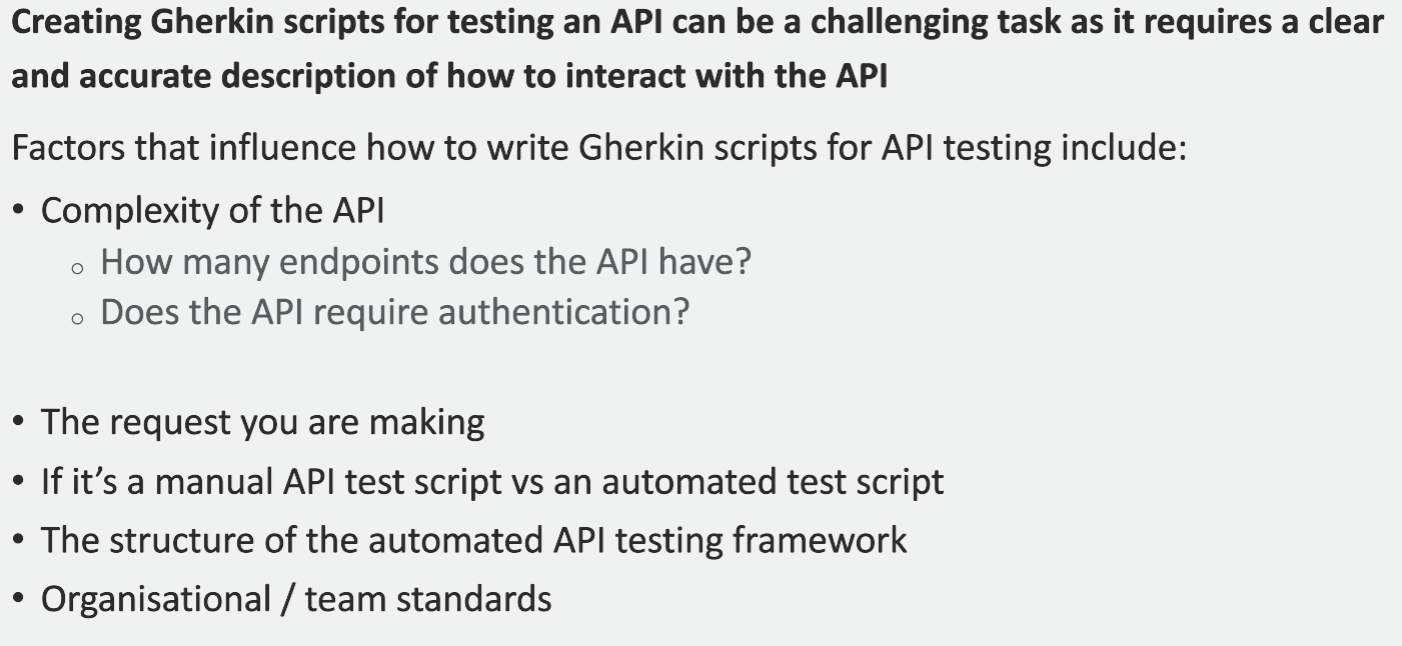 Creating Gherkin scripts for testing an API can be a challenging task as it requires a clear
and accurate description of how to interact with the API
Factors that influence how to write Gherkin scripts for API testing include:
• Complexity of the API
○ How many endpoints does the API have?
○ Does the API require authentication?
• The request you are making
• If it’s a manual API test script vs an automated test script
• The structure of the automated API testing framework
• Organisational / team standards